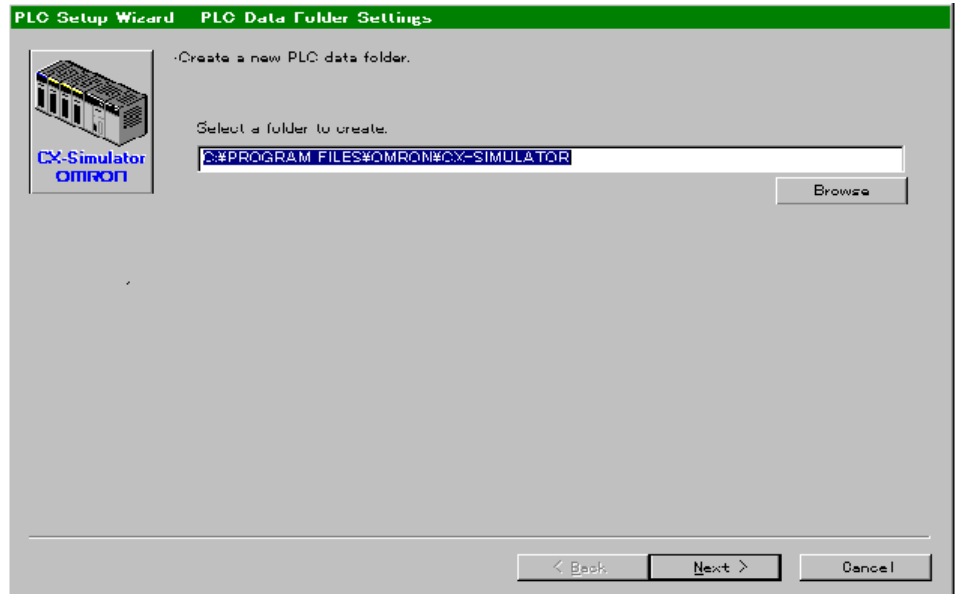 PLC Setup Wizard PLC Data Folder Settings
·Create a new PLC data folder.
Select a folder to create.
CX-Simulator
OMRON
C:¥PROGRAM FILES¥OMRON¥CX-SIMULATOR
Browse
< Back
Next >
Cancel